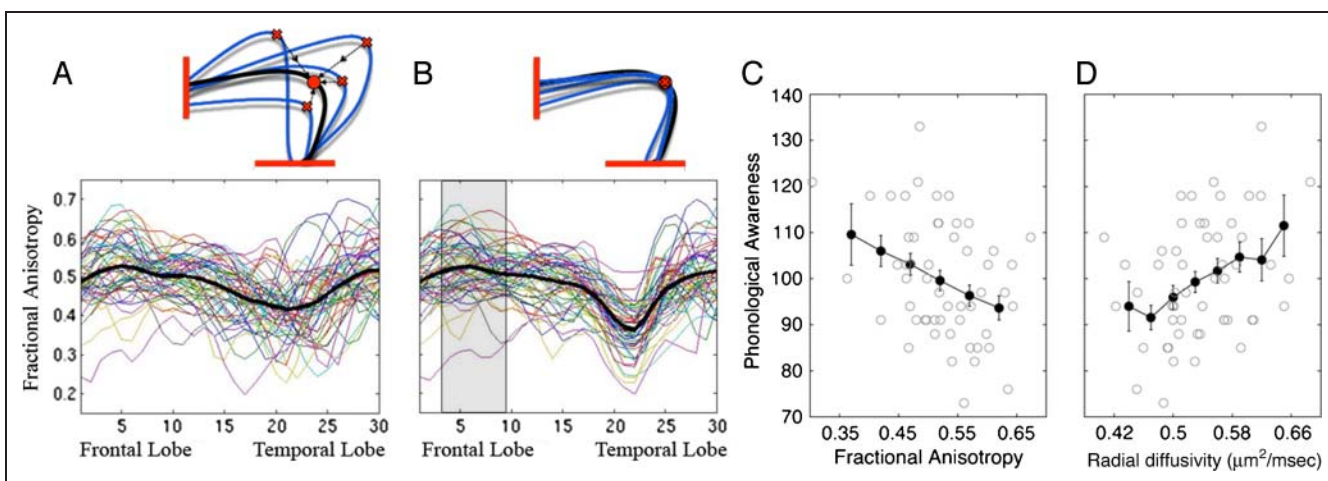 A
B
C
D
Fractional Anisotropy
0.7
0.6
0.5
0.4
0.3
0.2
5 10 15 20 25 30
Frontal Lobe Temporal Lobe
5 10 15 20 25 30
Frontal Lobe Temporal Lobe
Phonological Awareness
140
130
120
110
100
90
80
70
0.35 0.45 0.55 0.65
Fractional Anisotropy
0.42 0.5 0.58 0.66
Radial diffusivity (μm²/msec)